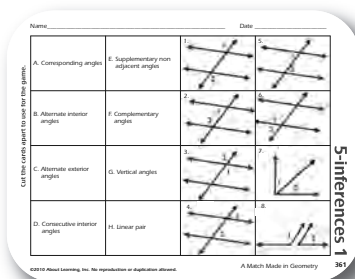 Name Date
Cut the cards apart to use for the game.
A. Corresponding angles
E. Supplementary non
adjacent angles
1.
5.
B. Alternate interior
angles
F. Complementary
angles
2.
6.
C. Alternate exterior
angles
G. Vertical angles
3.
7.
D. Consecutive interior
angles
H. Linear pair
4.
8.
5-inferences 1
A Match Made in Geometry 361
©2010 About Learning, Inc. No reproduction or duplication allowed.